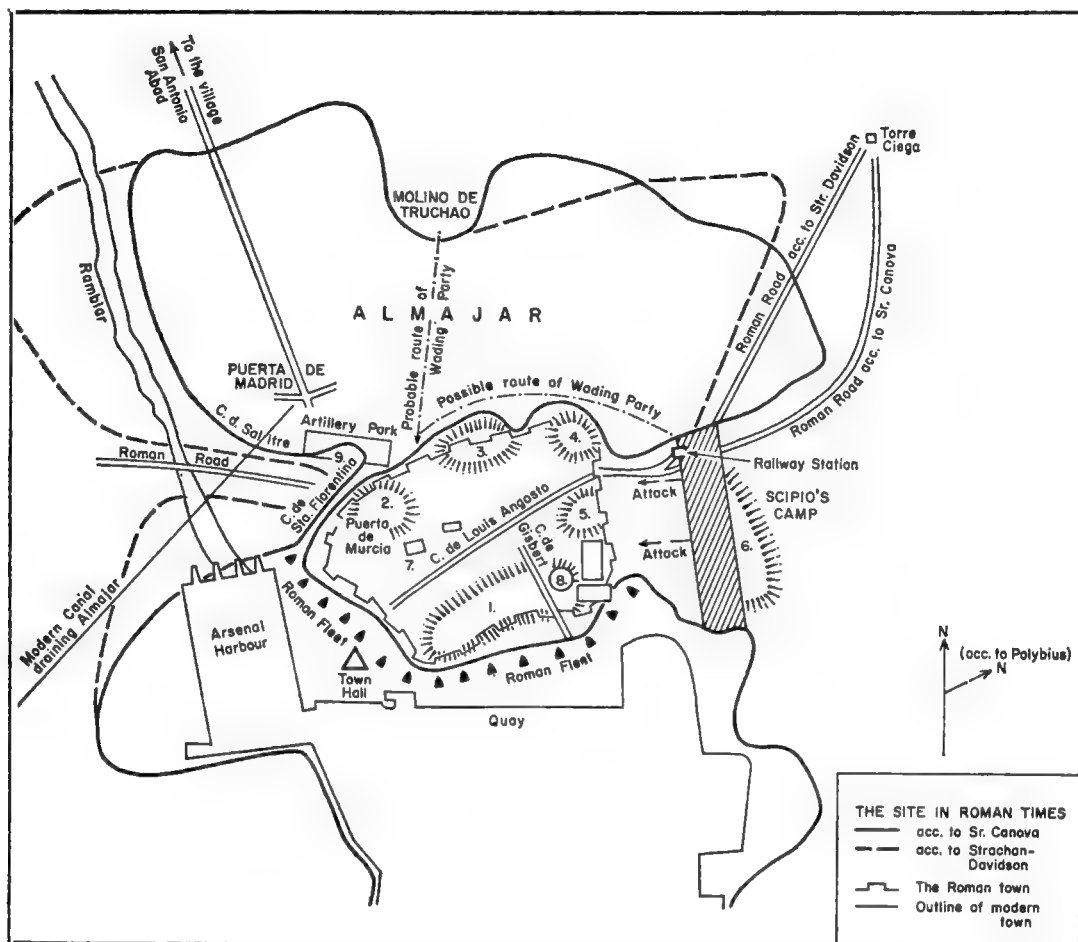 To the village
San Antonio
Abad
Torre
Ciega
MOLINO DE
TRUCHAO
Ramblar
Roman Road acc. to Str. Davidson
Roman Road acc. to Sr. Canova
ALMAJAR
Probable route of
Wading Party
PUERTA DE
MADRID
Possible route of Wading Party
Artillery Park
C. d. Salitre
Roman Road
9.
3.
4.
Railway Station
C. de
Sta. Florentina
2.
Puerta
de
Murcia
C. de Louis Angosto
Attack
SCIPIO'S
CAMP
5.
C. de
Gisbert
Attack
6.
7.
8.
1.
Modern Canal
draining Almajar
Arsenal
Harbour
Roman Fleet
Roman Fleet
Town
Hall
Quay
N
(acc. to Polybius)
N
THE SITE IN ROMAN TIMES
acc. to Sr. Canova
acc. to Strachan-
Davidson
The Roman town
Outline of modern
town